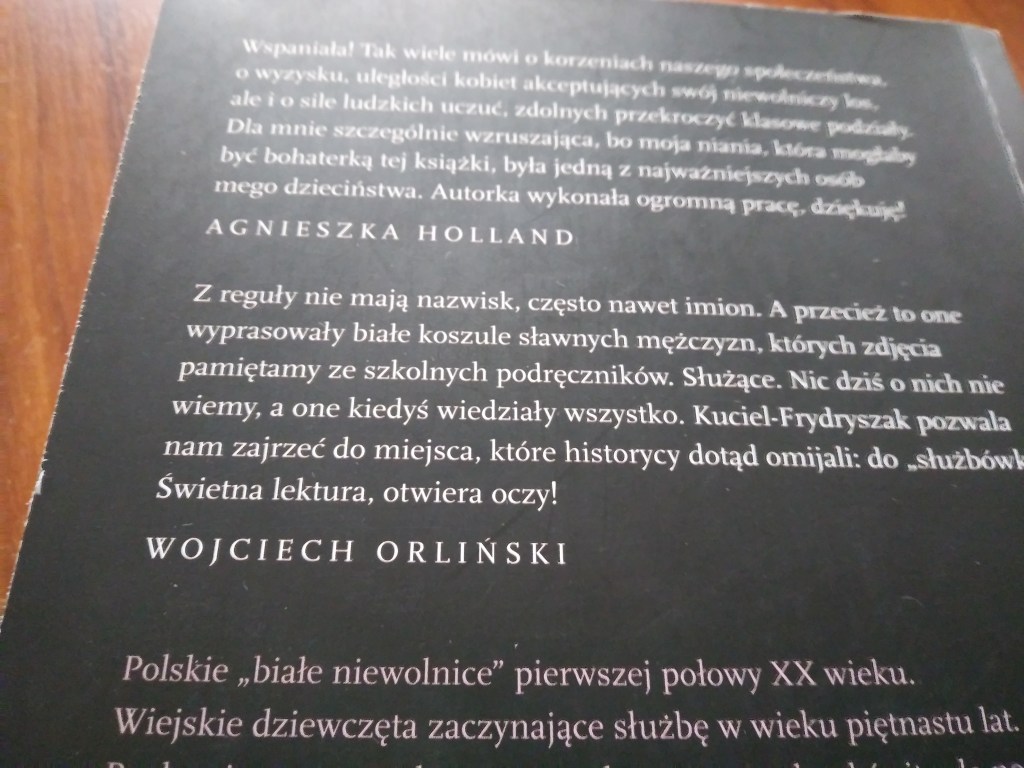 Wspaniała! Tak wiele mówi o korzeniach naszego społeczeństwa,
o wyzysku, uległości kobiet akceptujących swój niewolniczy los,
ale i o sile ludzkich uczuć, zdolnych przekroczyć klasowe podziały.
Dla mnie szczególnie wzruszająca, bo moja niania, która mogłaby
być bohaterką tej książki, była jedną z najważniejszych osób
mego dzieciństwa. Autorka wykonała ogromną pracę, dziękuję!
AGNIESZKA HOLLAND
Z reguły nie mają nazwisk, często nawet imion. A przecież to one
wyprasowały białe koszule sławnych mężczyzn, których zdjęcia
pamiętamy ze szkolnych podręczników. Służące. Nic dziś o nich nie
wiemy, a one kiedyś wiedziały wszystko. Kuciel-Frydryszak pozwala
nam zajrzeć do miejsca, które historycy dotąd omijali: do „służbówk
Świetna lektura, otwiera oczy!
WOJCIECH ORLIŃSKI
Polskie „białe niewolnice” pierwszej połowy XX wieku.
Wiejskie dziewczęta zaczynające służbę w wieku piętnastu lat.